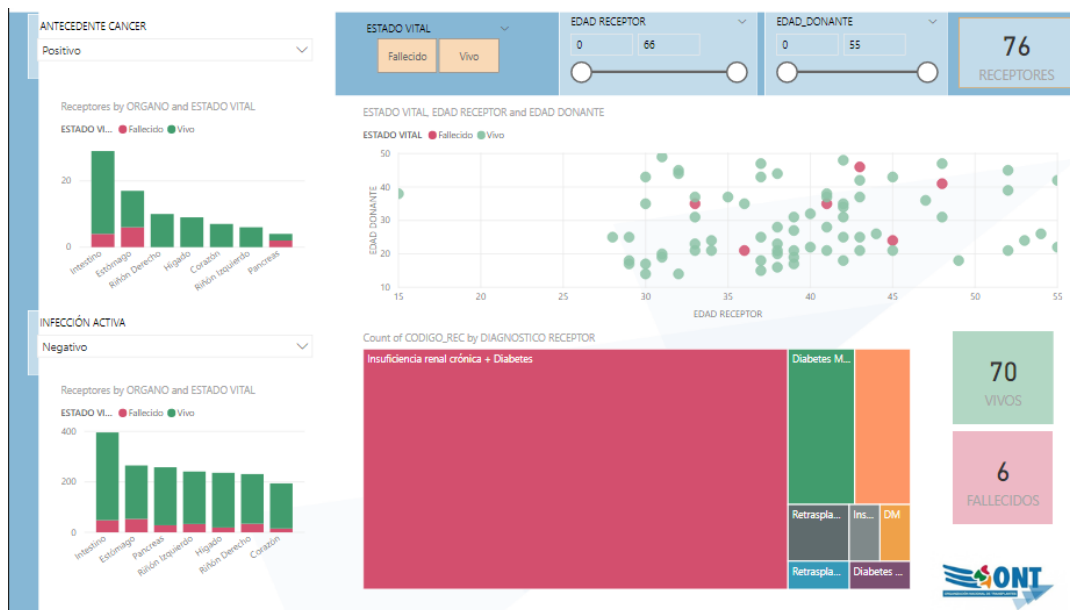 ANTECEDENTE CANCER
Positivo
Receptores by ORGANO and ESTADO VITAL
ESTADO VI... Fallecido Vivo
20
0
Intestino
Estómago
Riñón Derecho
Hígado
Corazón
Riñón Izquierdo
Pancreas
INFECCIÓN ACTIVA
Negativo
Receptores by ORGANO and ESTADO VITAL
ESTADO VI... Fallecido Vivo
400
200
0
Intestino
Estómago
Pancreas
Riñón Izquierdo
Hígado
Riñón Derecho
Corazón
ESTADO VITAL
Fallecido Vivo
EDAD RECEPTOR
0 66
EDAD_DONANTE
0 55
76
RECEPTORES
ESTADO VITAL, EDAD RECEPTOR and EDAD DONANTE
ESTADO VITAL Fallecido Vivo
EDAD DONANTE
50
40
30
20
10
15 20 25 30 35 40 45 50 55
EDAD RECEPTOR
Count of CODIGO_REC by DIAGNOSTICO RECEPTOR
Insuficiencia renal crónica + Diabetes
Diabetes M...
Retraspla...
Ins...
DM
Retraspla...
Diabetes ...
70
VIVOS
6
FALLECIDOS
ONT
ORGANIZACIÓN NACIONAL DE TRASPLANTES